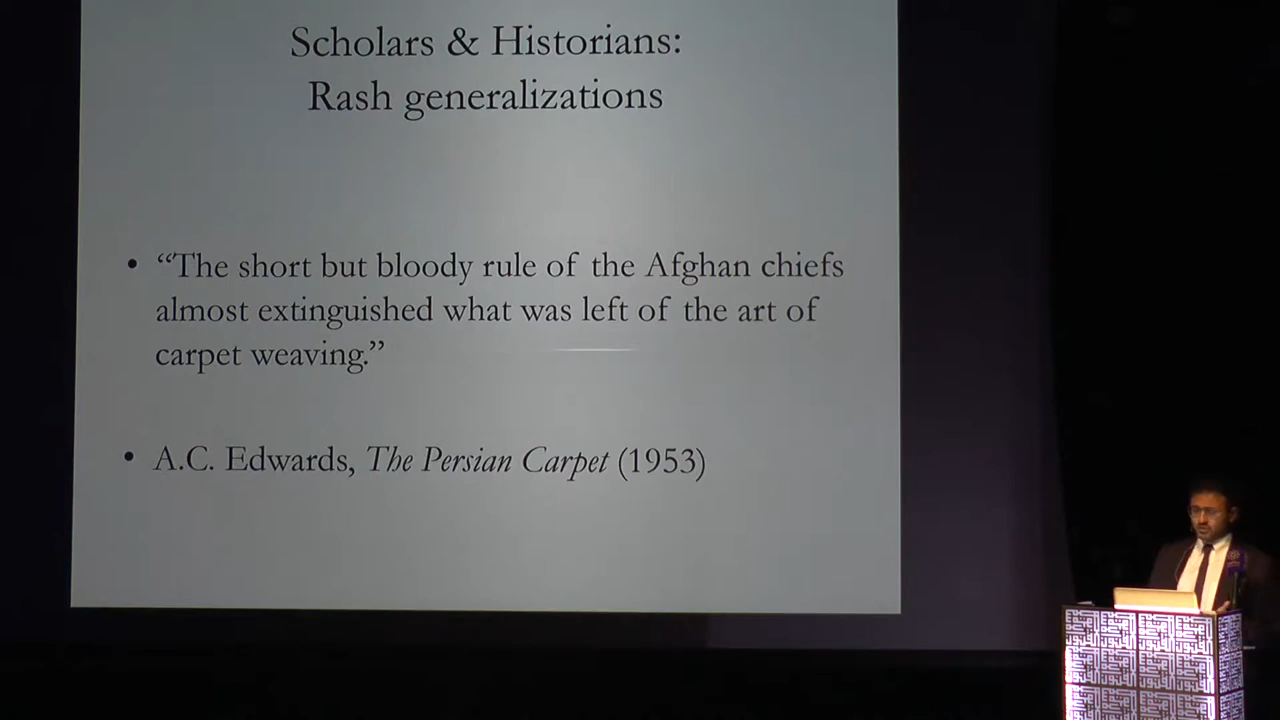 Scholars & Historians:
Rash generalizations
• “The short but bloody rule of the Afghan chiefs
almost extinguished what was left of the art of
carpet weaving.”
• A.C. Edwards, The Persian Carpet (1953)